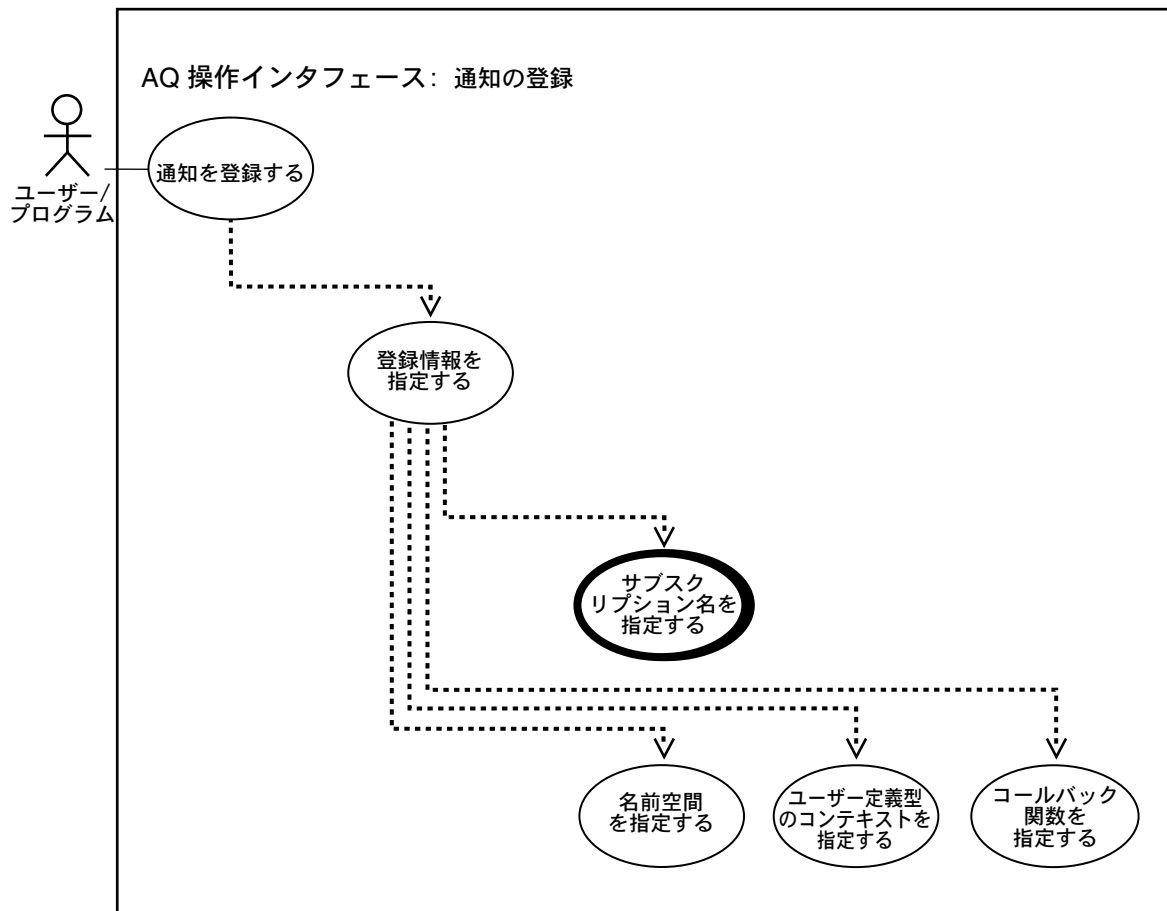 AQ 操作インタフェース： 通知の登録
通知を登録する
ユーザー/
プログラム
登録情報を
指定する
サブスク
リプション名を
指定する
名前空間
を指定する
ユーザー定義型
のコンテキストを
指定する
コールバック
関数を
指定する